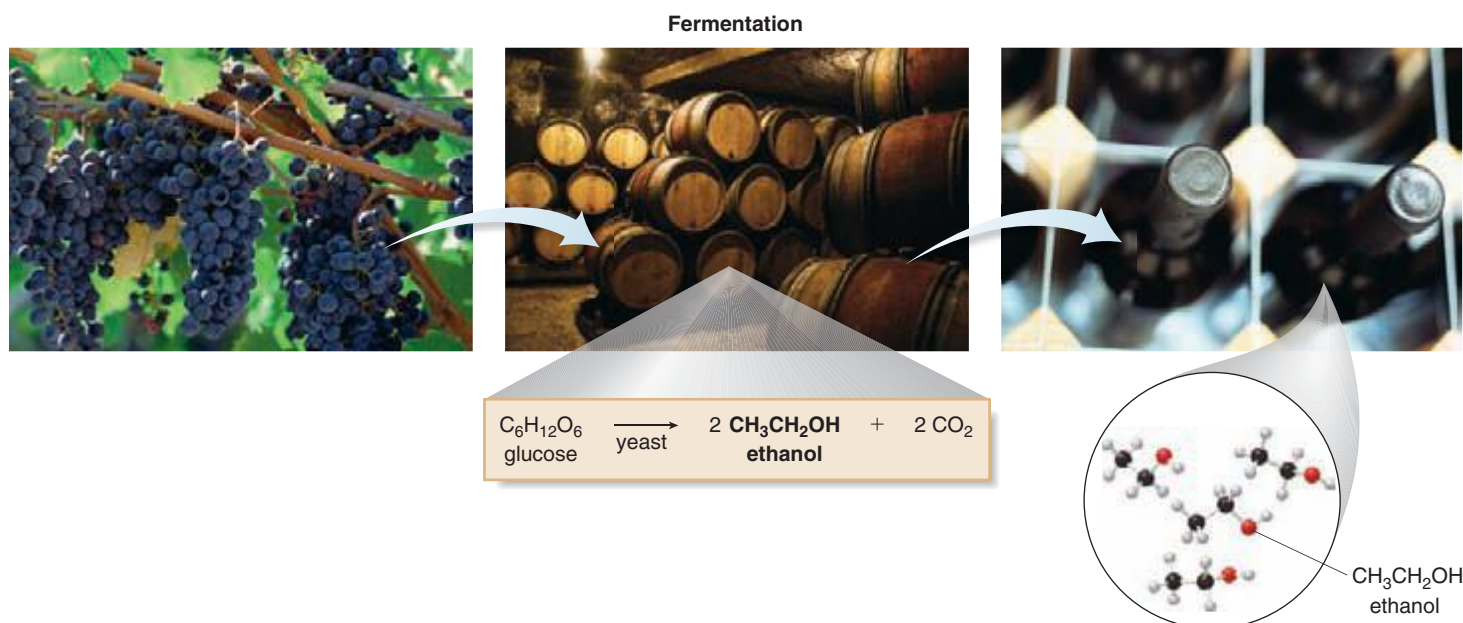 Fermentation
C₆H₁₂O₆ ⟶ 2 CH₃CH₂OH + 2 CO₂
yeast
glucose ethanol
CH₃CH₂OH
ethanol